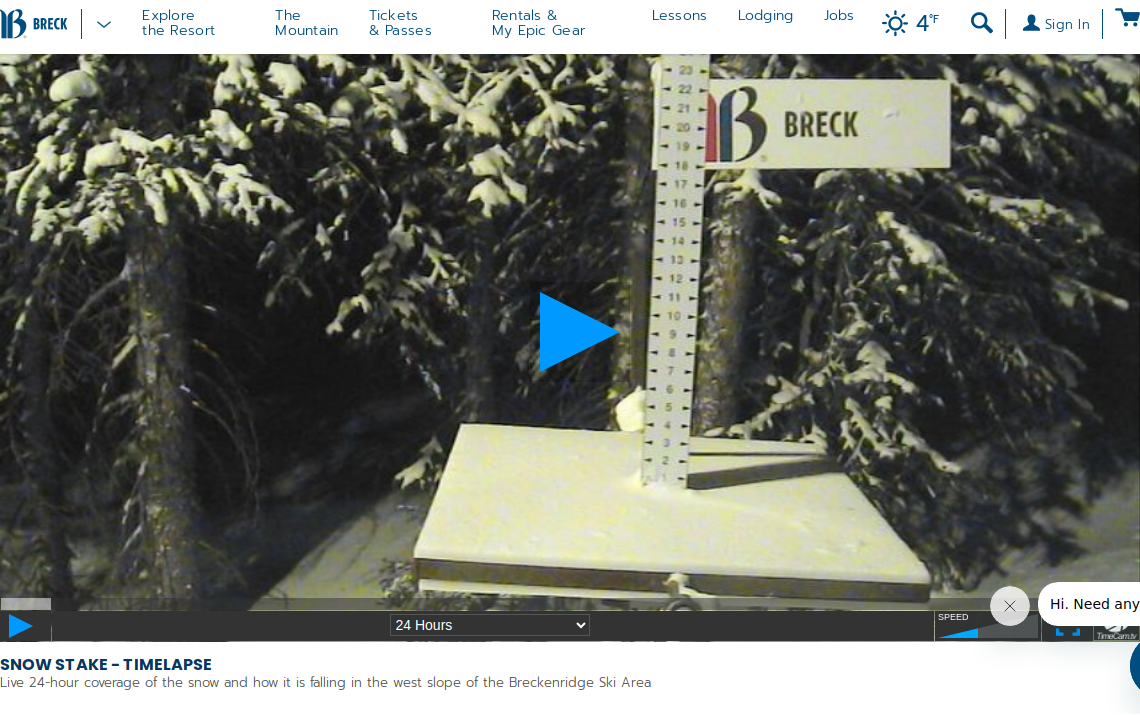 BRECK
Explore
the Resort
The
Mountain
Tickets
& Passes
Rentals &
My Epic Gear
Lessons
Lodging
Jobs
4°F
Sign In
23
22
21
20
19
18
17
16
15
14
13
12
11
10
9
8
7
6
5
4
3
2
1
BRECK
24 Hours
SPEED
Hi. Need any
TimeCam.tv
SNOW STAKE - TIMELAPSE
Live 24-hour coverage of the snow and how it is falling in the west slope of the Breckenridge Ski Area